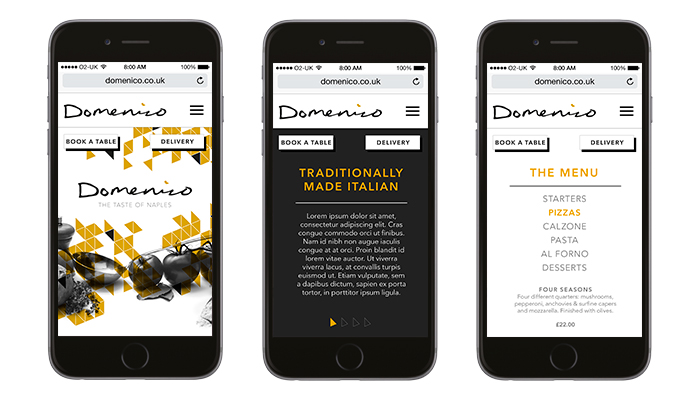 O2-UK 8:00 AM 100%
domenico.co.uk
Domenico
BOOK A TABLE DELIVERY
Domenico
THE TASTE OF NAPLES
O2-UK 8:00 AM 100%
domenico.co.uk
Domenico
BOOK A TABLE DELIVERY
TRADITIONALLY
MADE ITALIAN
Lorem ipsum dolor sit amet,
consectetur adipiscing elit. Cras
congue commodo orci ut finibus.
Nam id nibh non augue iaculis
congue at at orci. Proin blandit id
lorem vitae auctor. Ut viverra
viverra lacus, at convallis turpis
euismod ut. Etiam vulputate, sem
a dapibus dictum, sapien ex porta
tortor, in porttitor ipsum ligula.
O2-UK 8:00 AM 100%
domenico.co.uk
Domenico
BOOK A TABLE DELIVERY
THE MENU
STARTERS
PIZZAS
CALZONE
PASTA
AL FORNO
DESSERTS
FOUR SEASONS
Four different quarters: mushrooms,
pepperoni, anchovies & surfine capers
and mozzarella. Finished with olives.
£22.00